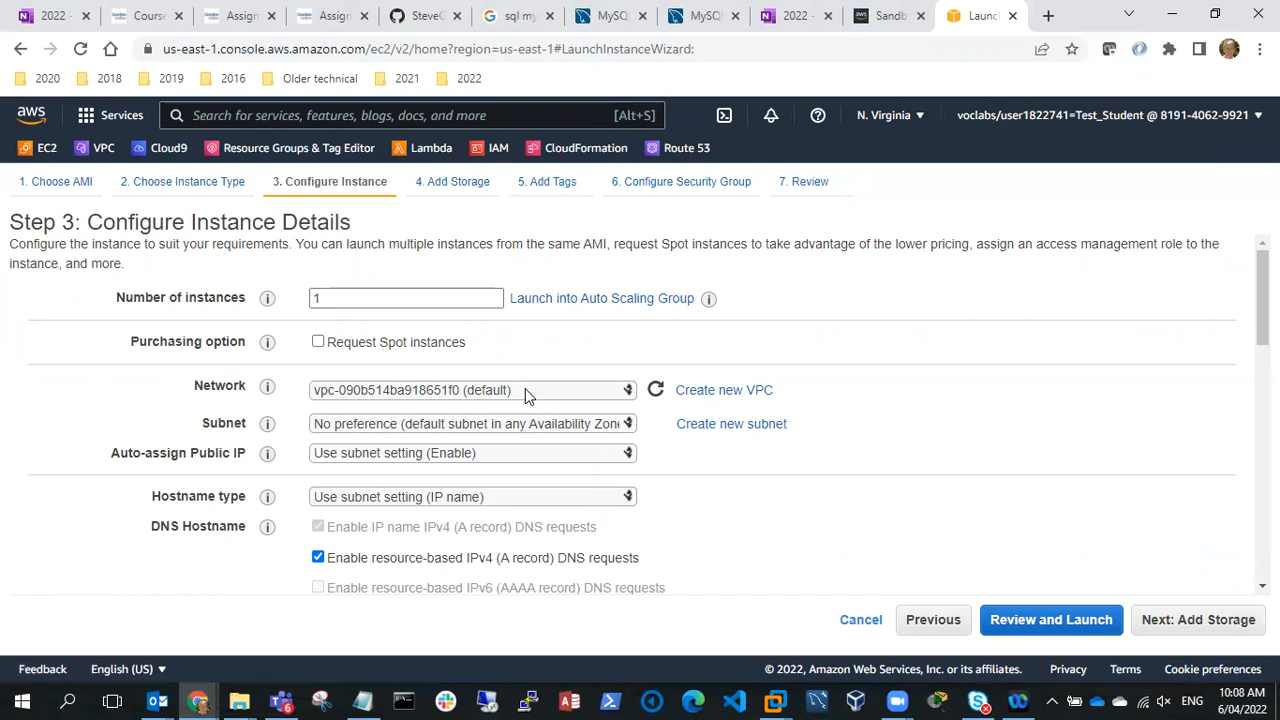 2022
Cour
Assig
Assign
SteveG
sql my
MySQ
MySQL
2022 -
Sandb
Launc
us-east-1.console.aws.amazon.com/ec2/v2/home?region=us-east-1#LaunchInstanceWizard:
2020 2018 2019 2016 Older technical 2021 2022
aws Services Search for services, features, blogs, docs, and more [Alt+S] N. Virginia voclabs/user1822741=Test_Student @ 8191-4062-9921
EC2 VPC Cloud9 Resource Groups & Tag Editor Lambda IAM CloudFormation Route 53
1. Choose AMI 2. Choose Instance Type 3. Configure Instance 4. Add Storage 5. Add Tags 6. Configure Security Group 7. Review
Step 3: Configure Instance Details
Configure the instance to suit your requirements. You can launch multiple instances from the same AMI, request Spot instances to take advantage of the lower pricing, assign an access management role to the
instance, and more.
Number of instances 1 Launch into Auto Scaling Group
Purchasing option Request Spot instances
Network vpc-090b514ba918651f0 (default) Create new VPC
Subnet No preference (default subnet in any Availability Zone Create new subnet
Auto-assign Public IP Use subnet setting (Enable)
Hostname type Use subnet setting (IP name)
DNS Hostname Enable IP name IPv4 (A record) DNS requests
Enable resource-based IPv4 (A record) DNS requests
Enable resource-based IPv6 (AAAA record) DNS requests
Cancel Previous Review and Launch Next: Add Storage
Feedback English (US) © 2022, Amazon Web Services, Inc. or its affiliates. Privacy Terms Cookie preferences
ENG 10:08 AM
6/04/2022